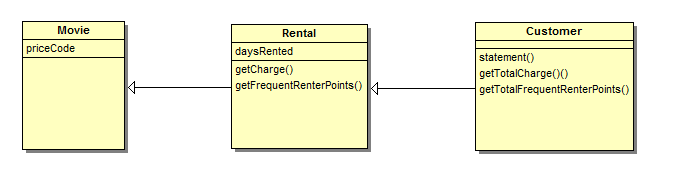 Movie
priceCode
Rental
daysRented
getCharge()
getFrequentRenterPoints()
Customer
statement()
getTotalCharge()()
getTotalFrequentRenterPoints()